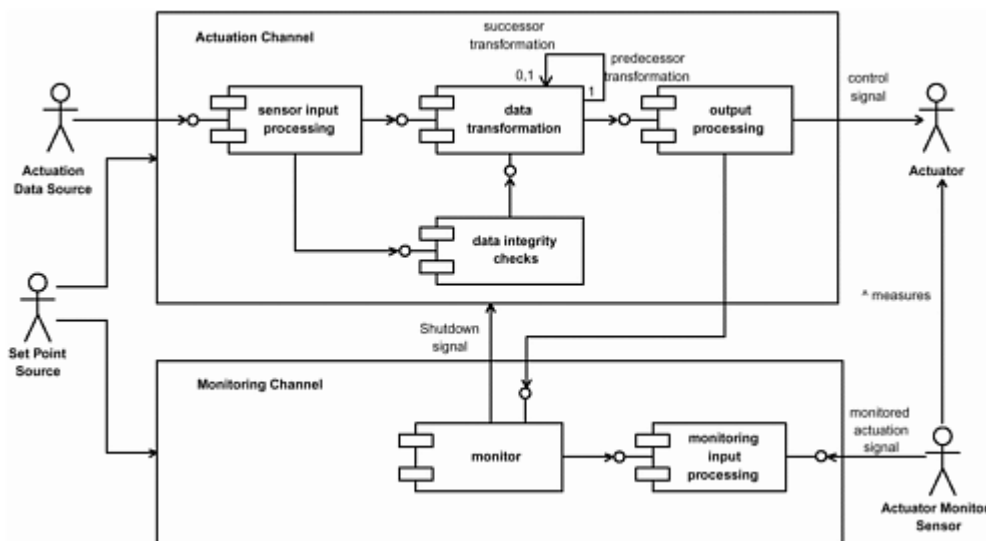 successor
transformation
Actuation Channel
predecessor
transformation
0,1
1
control
signal
sensor input
processing
data
transformation
output
processing
Actuation
Data Source
Actuator
data integrity
checks
^ measures
Shutdown
signal
Set Point
Source
Monitoring Channel
monitored
actuation
signal
monitor
monitoring
input
processing
Actuator Monitor
Sensor